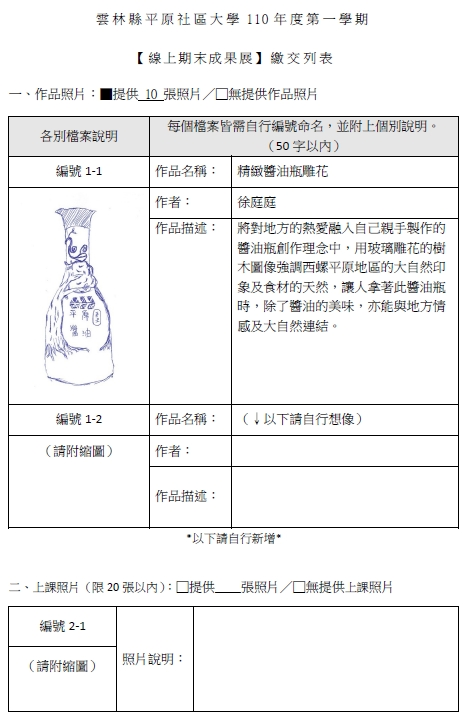 雲林縣平原社區大學 110 年度第一學期
【線上期末成果展】繳交列表
一、作品照片：■提供 10 張照片／□無提供作品照片
各別檔案說明
每個檔案皆需自行編號命名，並附上個別說明。
（50 字以內）
編號 1-1
作品名稱：
精緻醬油瓶雕花
作者：
徐庭庭
作品描述：
將對地方的熱愛融入自己親手製作的
醬油瓶創作理念中，用玻璃雕花的樹
木圖像強調西螺平原地區的大自然印
象及食材的天然，讓人拿著此醬油瓶
時，除了醬油的美味，亦能與地方情
感及大自然連結。
平原
醬油
編號 1-2
作品名稱：
（↓以下請自行想像）
（請附縮圖）
作者：
作品描述：
*以下請自行新增*
二、上課照片（限 20 張以內）：□提供____張照片／□無提供上課照片
編號 2-1
（請附縮圖）
照片說明：